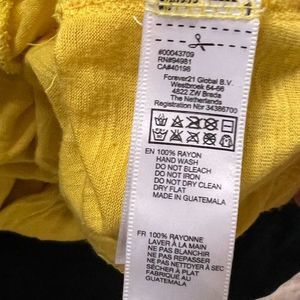 #00043709
RN#94981
CA#40198
Forever21 Global B.V.
Westbroek 64-66
4822 ZW Breda
The Netherlands
Registration Nbr 34386700
EN 100% RAYON
HAND WASH
DO NOT BLEACH
DO NOT IRON
DO NOT DRY CLEAN
DRY FLAT
MADE IN GUATEMALA
FR 100% RAYONNE
LAVER À LA MAIN
NE PAS BLANCHIR
NE PAS REPASSER
NE PAS NETTOYER À SEC
SÉCHER À PLAT
FABRIQUÉ AU
GUATEMALA